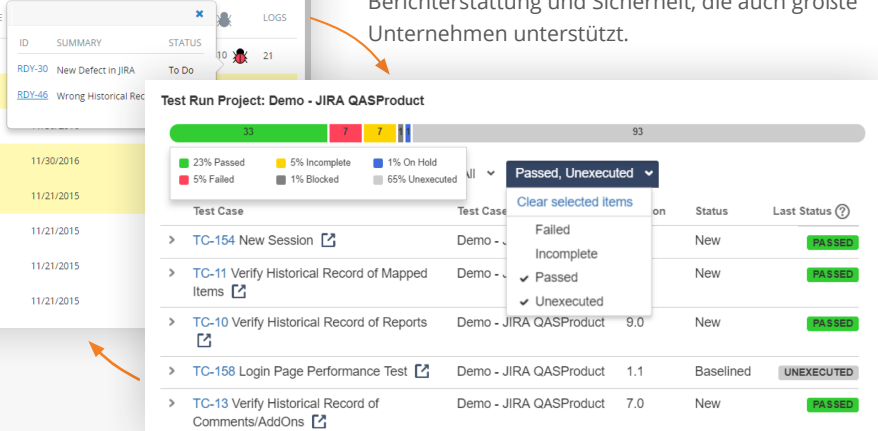 Berichterstattung und Sicherheit, die auch größte
Unternehmen unterstützt.
LOGS
ID SUMMARY STATUS
RDY-30 New Defect in JIRA To Do
10 21
RDY-46 Wrong Historical Rec
11/30/2016
11/21/2015
11/21/2015
11/21/2015
11/21/2015
Test Run Project: Demo - JIRA QASProduct
33 7 7 1 1 93
23% Passed 5% Incomplete 1% On Hold
5% Failed 1% Blocked 65% Unexecuted
All Passed, Unexecuted
Clear selected items
Failed
Incomplete
Passed
Unexecuted
Test Case Test Case on Status Last Status
TC-154 New Session Demo - J New PASSED
TC-11 Verify Historical Record of Mapped
Items Demo - New PASSED
TC-10 Verify Historical Record of Reports Demo - JIRA QASProduct 9.0 New PASSED
TC-158 Login Page Performance Test Demo - JIRA QASProduct 1.1 Baselined UNEXECUTED
TC-13 Verify Historical Record of
Comments/AddOns Demo - JIRA QASProduct 7.0 New PASSED